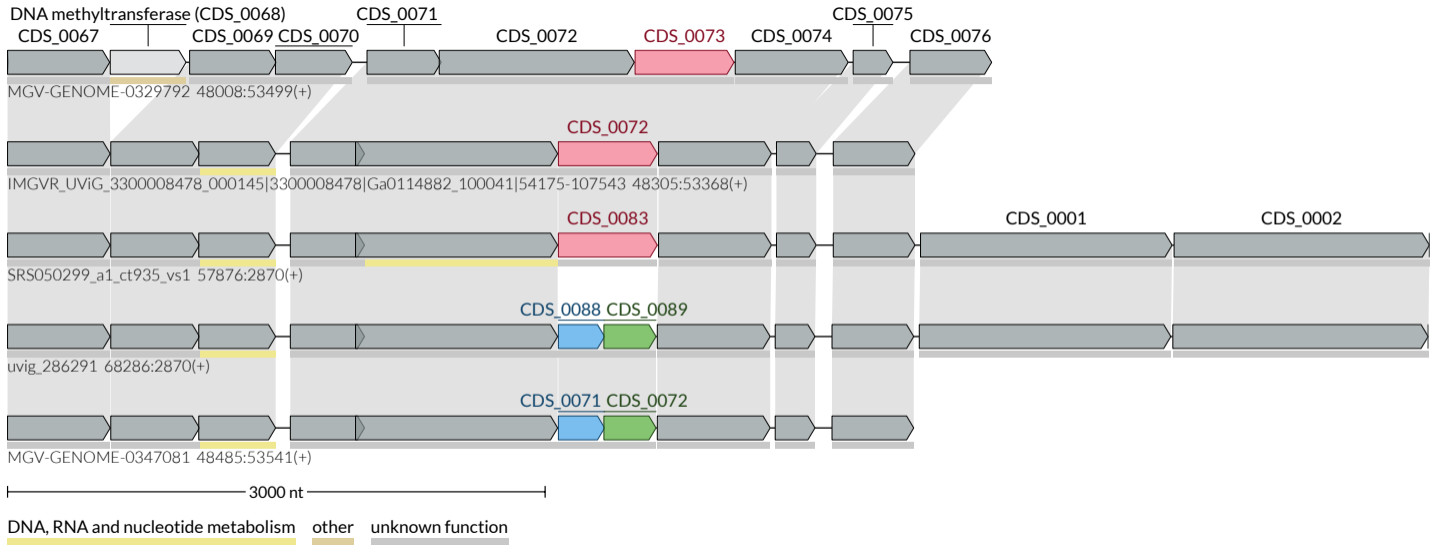 DNA methyltransferase (CDS_0068) CDS_0071 CDS_0075
CDS_0067 CDS_0069 CDS_0070 CDS_0072 CDS_0073 CDS_0074 CDS_0076
MGV-GENOME-0329792 48008:53499(+)
CDS_0072
IMGVR_UViG_3300008478_000145|3300008478|Ga0114882_100041|54175-107543 48305:53368(+)
CDS_0083 CDS_0001 CDS_0002
SRS050299_a1_ct935_vs1 57876:2870(+)
CDS_0088 CDS_0089
uvig_286291 68286:2870(+)
CDS_0071 CDS_0072
MGV-GENOME-0347081 48485:53541(+)
3000 nt
DNA, RNA and nucleotide metabolism other unknown function